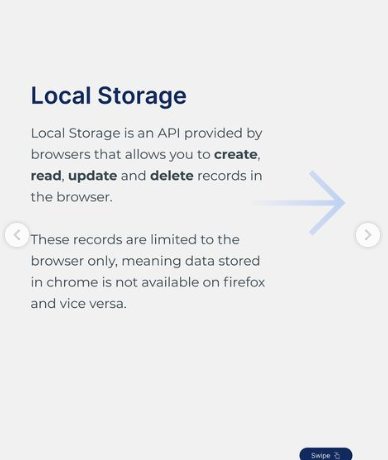 Local Storage
Local Storage is an API provided by
browsers that allows you to create,
read, update and delete records in
the browser.
These records are limited to the
browser only, meaning data stored
in chrome is not available on firefox
and vice versa.
Swipe